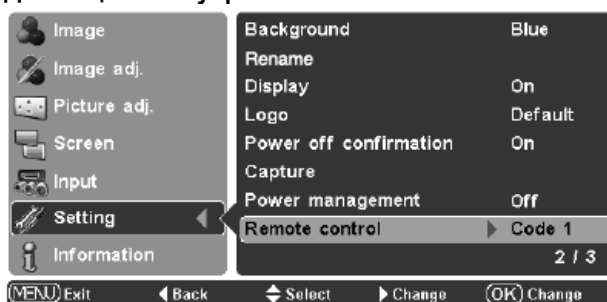 Image
Image adj.
Picture adj.
Screen
Input
Setting
Information
Background Blue
Rename
Display On
Logo Default
Power off confirmation On
Capture
Power management Off
Remote control Code 1
2 / 3
MENU Exit Back Select Change OK Change